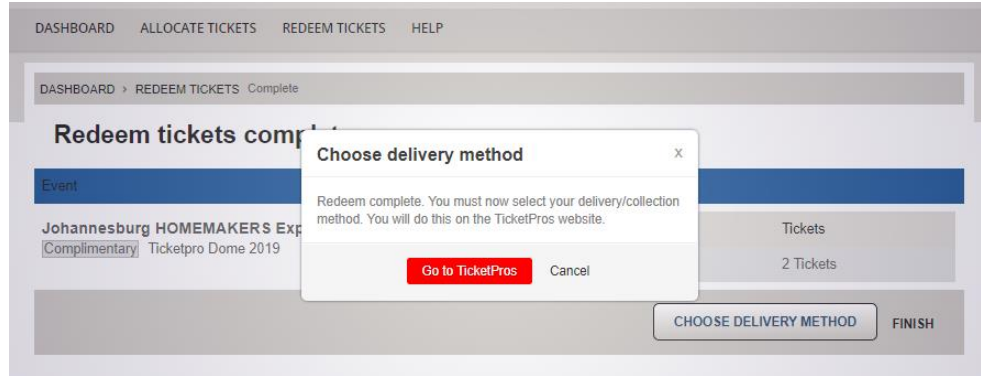 DASHBOARD ALLOCATE TICKETS REDEEM TICKETS HELP
DASHBOARD > REDEEM TICKETS Complete
Redeem tickets
Choose delivery method x
Event
Redeem complete. You must now select your delivery/collection
method. You will do this on the TicketPros website.
Johannesburg HOMEMAKERS
Complimentary Ticketpro Dome 2019
Tickets
2 Tickets
Go to TicketPros Cancel
CHOOSE DELIVERY METHOD FINISH